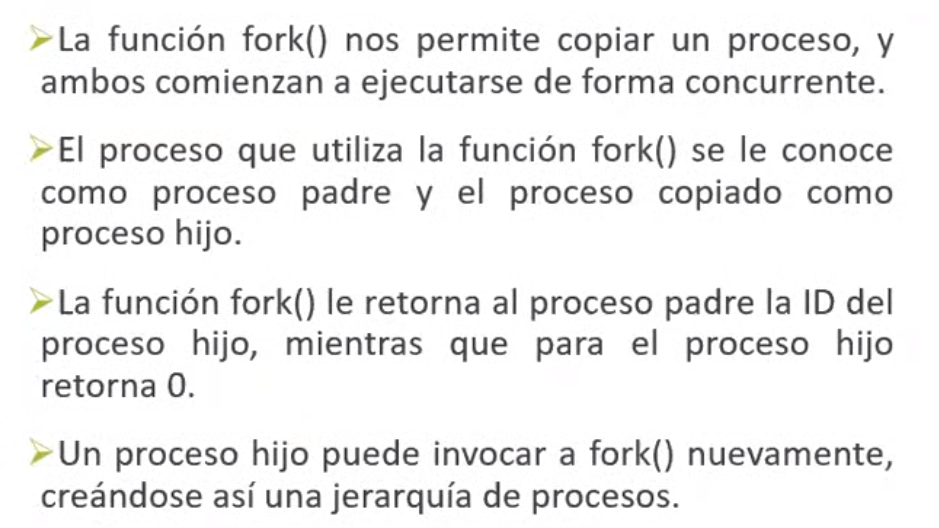 ➤La función fork() nos permite copiar un proceso, y
ambos comienzan a ejecutarse de forma concurrente.
➤El proceso que utiliza la función fork() se le conoce
como proceso padre y el proceso copiado como
proceso hijo.
➤La función fork() le retorna al proceso padre la ID del
proceso hijo, mientras que para el proceso hijo
retorna 0.
➤Un proceso hijo puede invocar a fork() nuevamente,
creándose así una jerarquía de procesos.